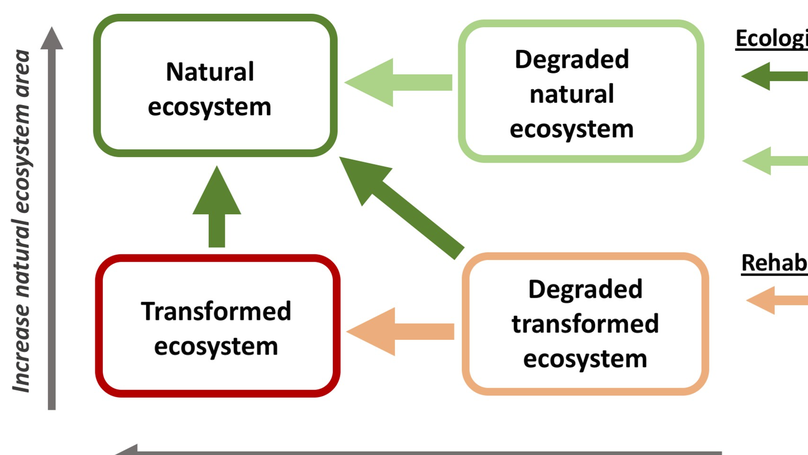 Increase natural ecosystem area
Natural
ecosystem
Degraded
natural
ecosystem
Ecologi
Transformed
ecosystem
Degraded
transformed
ecosystem
Rehab